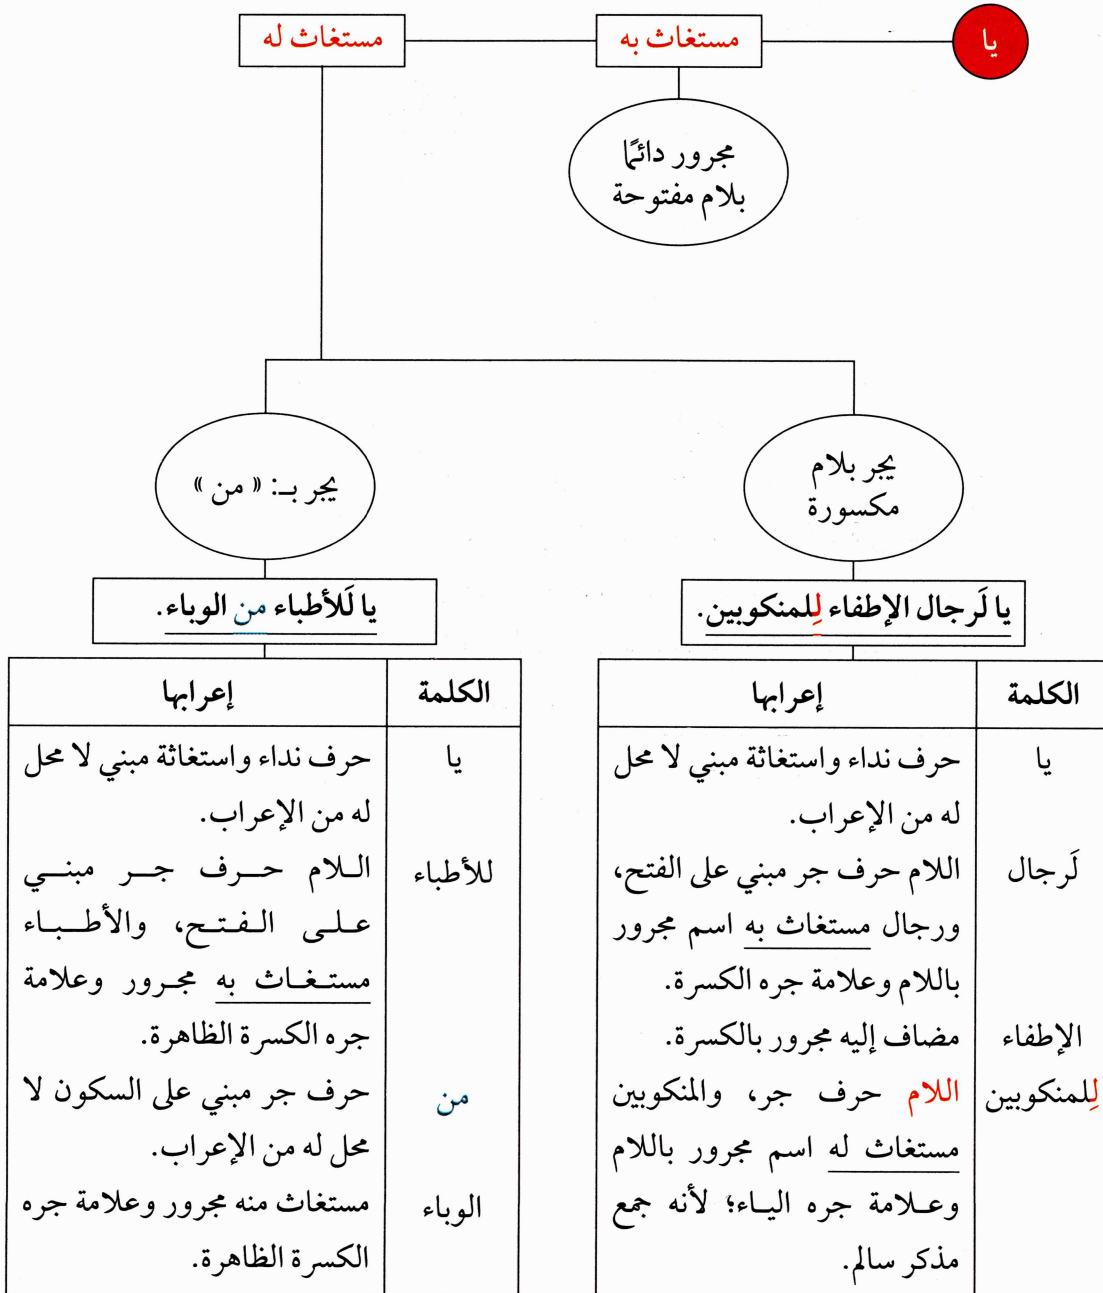 يا
مستغاث به
مستغاث له
مجرور دائمًا
بلام مفتوحة
يجر بلام
مكسورة
يجر بـ: « من »
يا لَرجال الإطفاء لِلمنكوبين.
يا لَلأطباء من الوباء.
الكلمة
إعرابها
يا
حرف نداء واستغاثة مبني لا محل
له من الإعراب.
لَرجال
اللام حرف جر مبني على الفتح،
ورجال مستغاث به اسم مجرور
باللام وعلامة جره الكسرة.
الإطفاء
مضاف إليه مجرور بالكسرة.
لِلمنكوبين
اللام حرف جر، والمنكوبين
مستغاث له اسم مجرور باللام
وعلامة جره الياء؛ لأنه جمع
مذكر سالم.
الكلمة
إعرابها
يا
حرف نداء واستغاثة مبني لا محل
له من الإعراب.
للأطباء
اللام حرف جر مبني
على الفتح، والأطباء
مستغاث به مجرور وعلامة
جره الكسرة الظاهرة.
من
حرف جر مبني على السكون لا
محل له من الإعراب.
الوباء
مستغاث منه مجرور وعلامة جره
الكسرة الظاهرة.